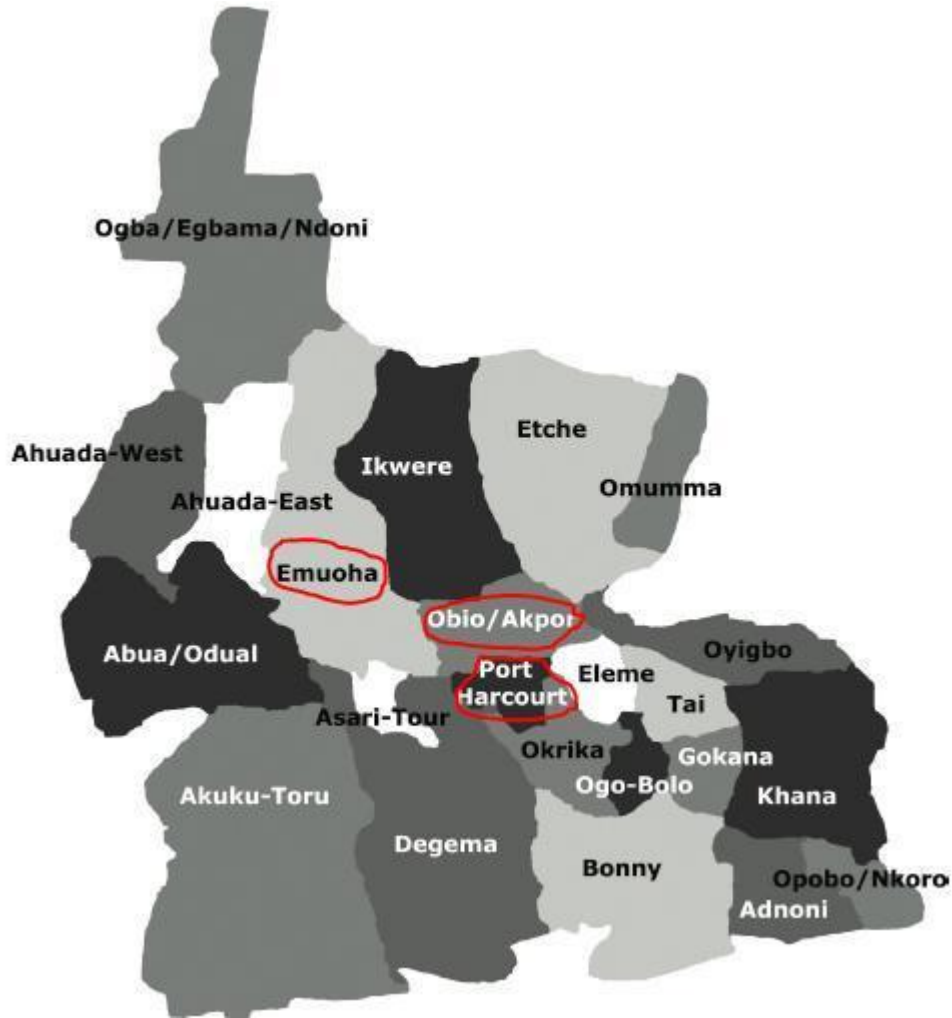 Ogba/Egbama/Ndoni
Etche
Ahuada-West
Ikwere
Omumma
Ahuada-East
Emuoha
Obio/Akpor
Abua/Odual
Oyigbo
Port
Harcourt
Eleme
Tai
Asari-Tour
Okrika
Gokana
Ogo-Bolo
Akuku-Toru
Khana
Degema
Bonny
Opobo/Nkoro
Adnoni